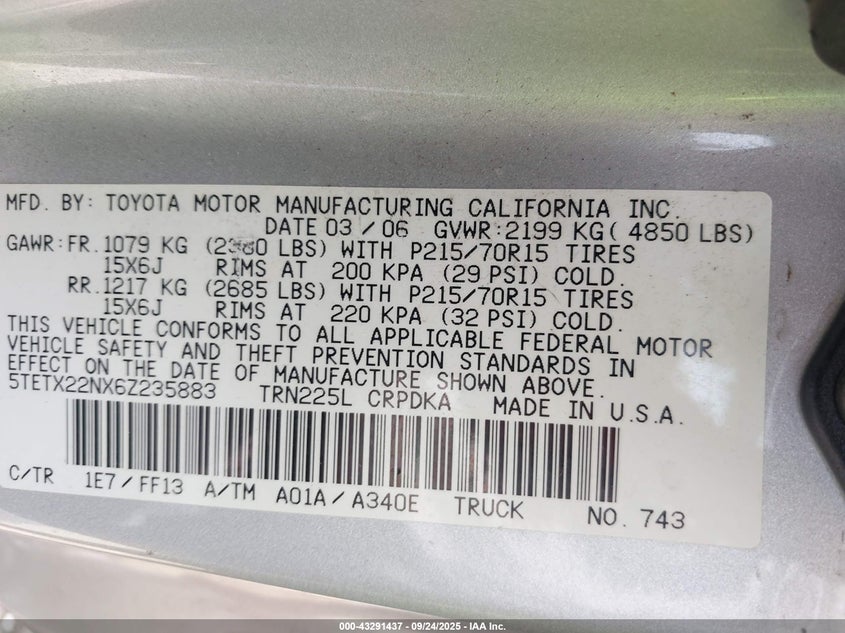 MFD. BY: TOYOTA MOTOR MANUFACTURING CALIFORNIA INC.
DATE 03 / 06 GVWR: 2199 KG( 4850 LBS)
GAWR: FR. 1079 KG (2380 LBS) WITH P215/70R15 TIRES
15X6J RIMS AT 200 KPA (29 PSI) COLD.
RR. 1217 KG (2685 LBS) WITH P215/70R15 TIRES
15X6J RIMS AT 220 KPA (32 PSI) COLD.
THIS VEHICLE CONFORMS TO ALL APPLICABLE FEDERAL MOTOR
VEHICLE SAFETY AND THEFT PREVENTION STANDARDS IN
EFFECT ON THE DATE OF MANUFACTURE SHOWN ABOVE.
5TETX22NX6Z235883 TRN225L CRPDKA MADE IN U.S.A.
C/TR 1E7 / FF13 A/TM A01A / A340E TRUCK NO. 743
000-43291437 - 09/24/2025 - IAA Inc.